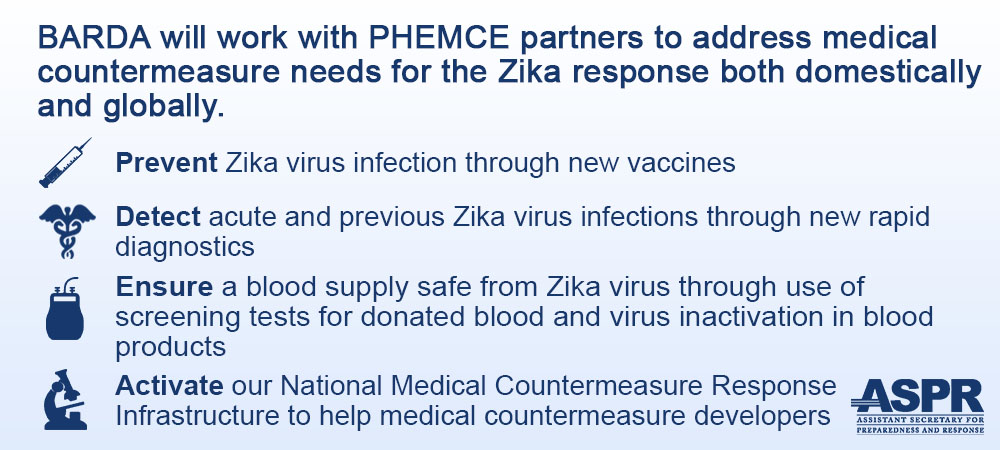 BARDA will work with PHEMCE partners to address medical
countermeasure needs for the Zika response both domestically
and globally.
Prevent Zika virus infection through new vaccines
Detect acute and previous Zika virus infections through new rapid
diagnostics
Ensure a blood supply safe from Zika virus through use of
screening tests for donated blood and virus inactivation in blood
products
Activate our National Medical Countermeasure Response
Infrastructure to help medical countermeasure developers
ASPR
ASSISTANT SECRETARY FOR
PREPAREDNESS AND RESPONSE